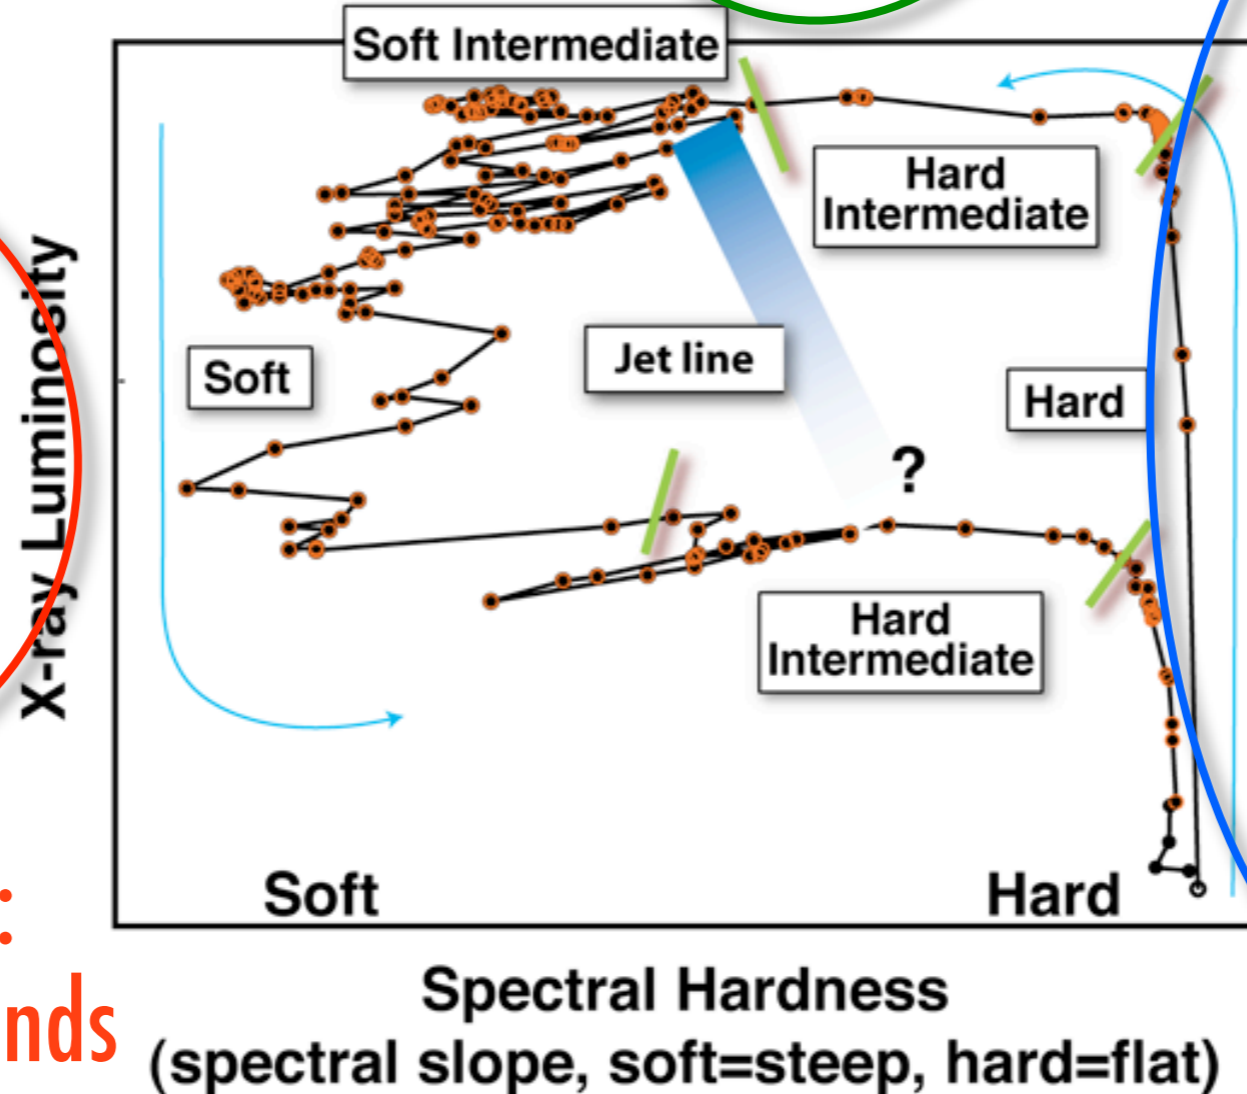 Soft Intermediate
Hard
Intermediate
X-ray Luminosity
Soft
Jet line
Hard
?
Hard
Intermediate
:
nds
Soft
Hard
Spectral Hardness
(spectral slope, soft=steep, hard=flat)